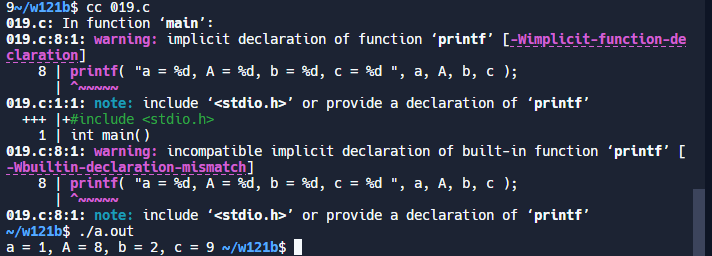 9~/w121b$ cc 019.c
019.c: In function ‘main’:
019.c:8:1: warning: implicit declaration of function ‘printf’ [-Wimplicit-function-de
claration]
    8 | printf( "a = %d, A = %d, b = %d, c = %d ", a, A, b, c );
      | ^~~~~~
019.c:1:1: note: include ‘<stdio.h>’ or provide a declaration of ‘printf’
  +++ |+#include <stdio.h>
    1 | int main()
019.c:8:1: warning: incompatible implicit declaration of built-in function ‘printf’ [
-Wbuiltin-declaration-mismatch]
    8 | printf( "a = %d, A = %d, b = %d, c = %d ", a, A, b, c );
      | ^~~~~~
019.c:8:1: note: include ‘<stdio.h>’ or provide a declaration of ‘printf’
~/w121b$ ./a.out
a = 1, A = 8, b = 2, c = 9 ~/w121b$